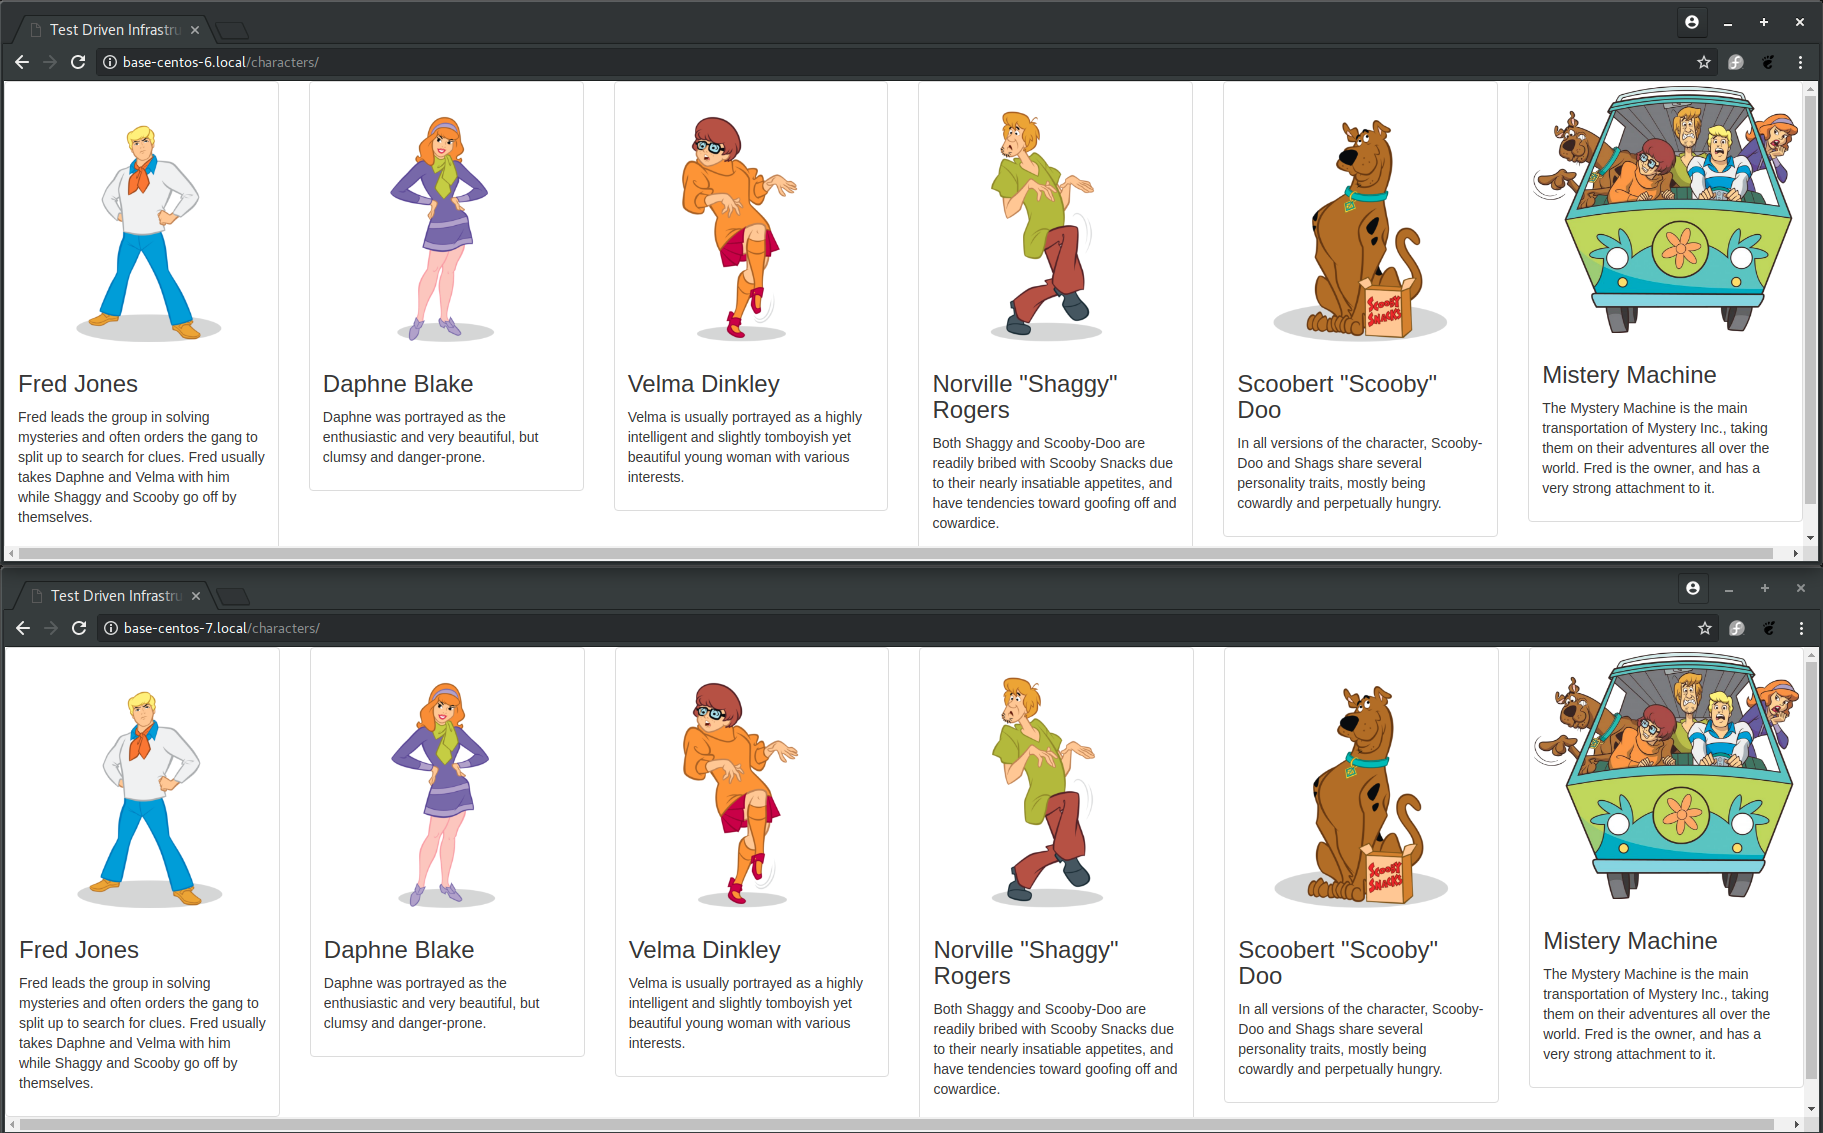 Test Driven Infrastru
base-centos-6.local/characters/
SCOOBY
SNACKS
Fred Jones
Fred leads the group in solving
mysteries and often orders the gang to
split up to search for clues. Fred usually
takes Daphne and Velma with him
while Shaggy and Scooby go off by
themselves.
Daphne Blake
Daphne was portrayed as the
enthusiastic and very beautiful, but
clumsy and danger-prone.
Velma Dinkley
Velma is usually portrayed as a highly
intelligent and slightly tomboyish yet
beautiful young woman with various
interests.
Norville "Shaggy"
Rogers
Both Shaggy and Scooby-Doo are
readily bribed with Scooby Snacks due
to their nearly insatiable appetites, and
have tendencies toward goofing off and
cowardice.
Scoobert "Scooby"
Doo
In all versions of the character, Scooby-
Doo and Shags share several
personality traits, mostly being
cowardly and perpetually hungry.
Mistery Machine
The Mystery Machine is the main
transportation of Mystery Inc., taking
them on their adventures all over the
world. Fred is the owner, and has a
very strong attachment to it.
Test Driven Infrastru
base-centos-7.local/characters/
SCOOBY
SNACKS
Fred Jones
Fred leads the group in solving
mysteries and often orders the gang to
split up to search for clues. Fred usually
takes Daphne and Velma with him
while Shaggy and Scooby go off by
themselves.
Daphne Blake
Daphne was portrayed as the
enthusiastic and very beautiful, but
clumsy and danger-prone.
Velma Dinkley
Velma is usually portrayed as a highly
intelligent and slightly tomboyish yet
beautiful young woman with various
interests.
Norville "Shaggy"
Rogers
Both Shaggy and Scooby-Doo are
readily bribed with Scooby Snacks due
to their nearly insatiable appetites, and
have tendencies toward goofing off and
cowardice.
Scoobert "Scooby"
Doo
In all versions of the character, Scooby-
Doo and Shags share several
personality traits, mostly being
cowardly and perpetually hungry.
Mistery Machine
The Mystery Machine is the main
transportation of Mystery Inc., taking
them on their adventures all over the
world. Fred is the owner, and has a
very strong attachment to it.